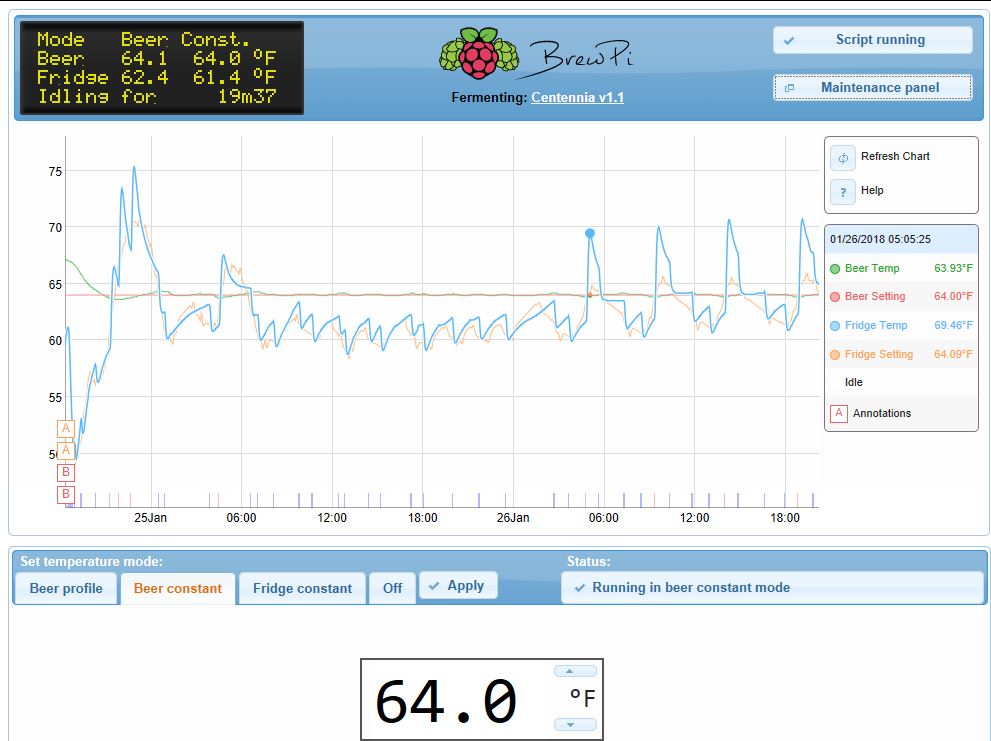 Mode Beer Const.
Beer 64.1 64.0 °F
Fridge 62.4 61.4 °F
Idling for 19m37
BrewPi
Fermenting: Centennia v1.1
Script running
Maintenance panel
75
70
65
60
55
50
A
A
B
B
25Jan 06:00 12:00 18:00 26Jan 06:00 12:00 18:00
Refresh Chart
? Help
01/26/2018 05:05:25
Beer Temp 63.93°F
Beer Setting 64.00°F
Fridge Temp 69.46°F
Fridge Setting 64.09°F
Idle
A Annotations
Set temperature mode:
Beer profile Beer constant Fridge constant Off Apply
Status:
Running in beer constant mode
64.0 °F